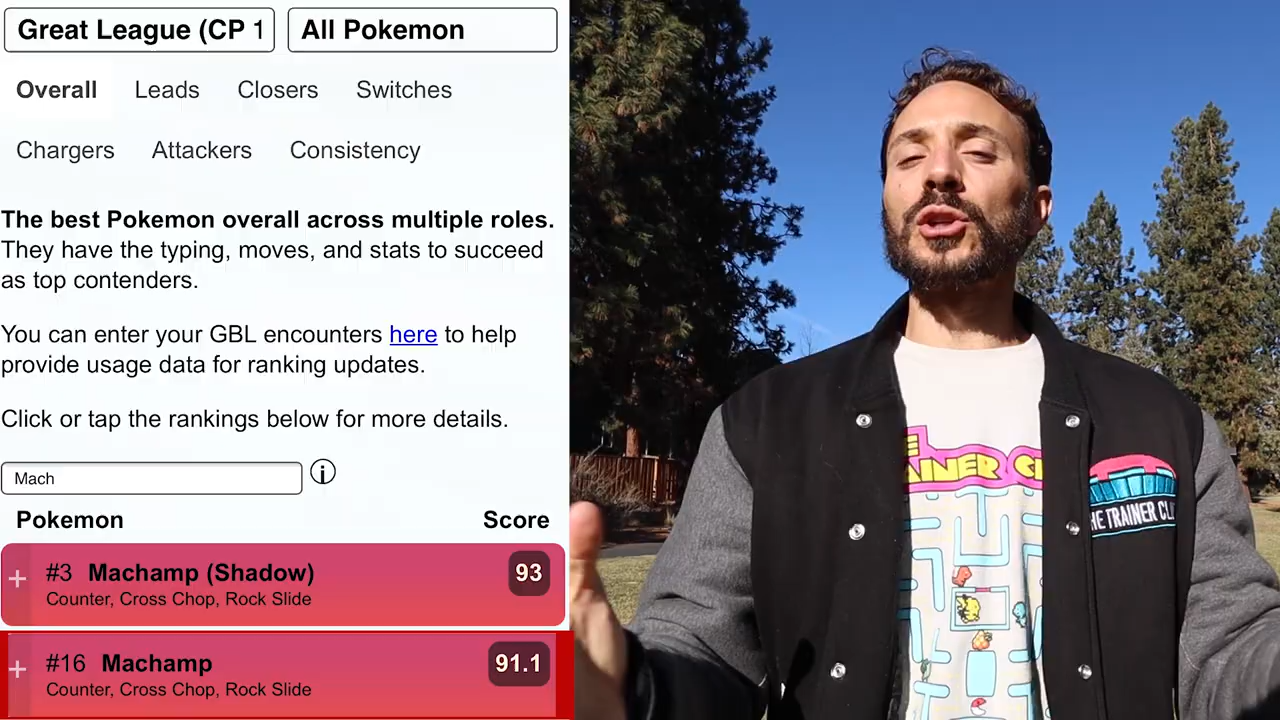 Great League (CP 1
All Pokemon
Overall
Leads
Closers
Switches
Chargers
Attackers
Consistency
The best Pokemon overall across multiple roles.
They have the typing, moves, and stats to succeed
as top contenders.
You can enter your GBL encounters here to help
provide usage data for ranking updates.
Click or tap the rankings below for more details.
Mach
i
Pokemon
Score
+
#3 Machamp (Shadow)
93
Counter, Cross Chop, Rock Slide
+
#16 Machamp
91.1
Counter, Cross Chop, Rock Slide
E
AINER C
HE TRAINER CL